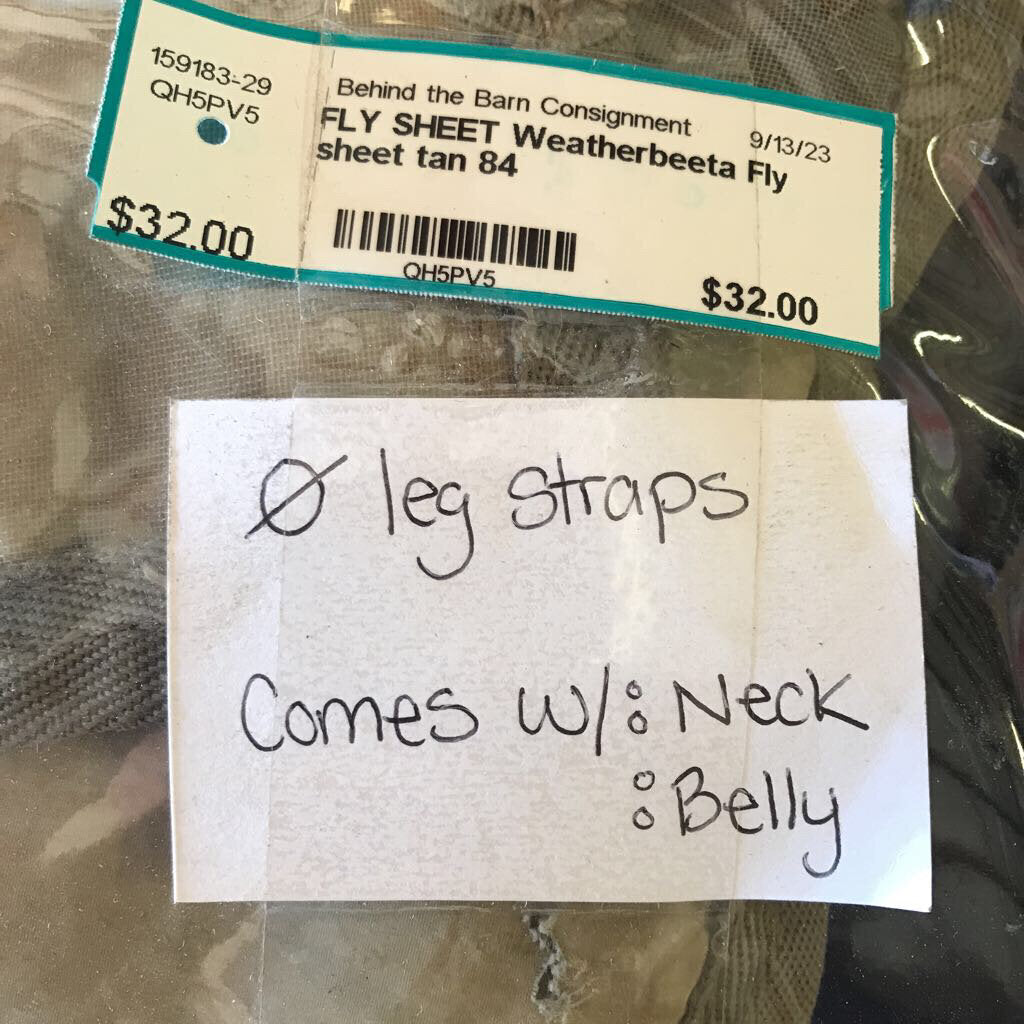 159183-29
QH5PV5
$32.00
Behind the Barn Consignment
9/13/23
FLY SHEET Weatherbeeta Fly
sheet tan 84
QH5PV5
$32.00
Ø leg straps
Comes w/: Neck
: Belly